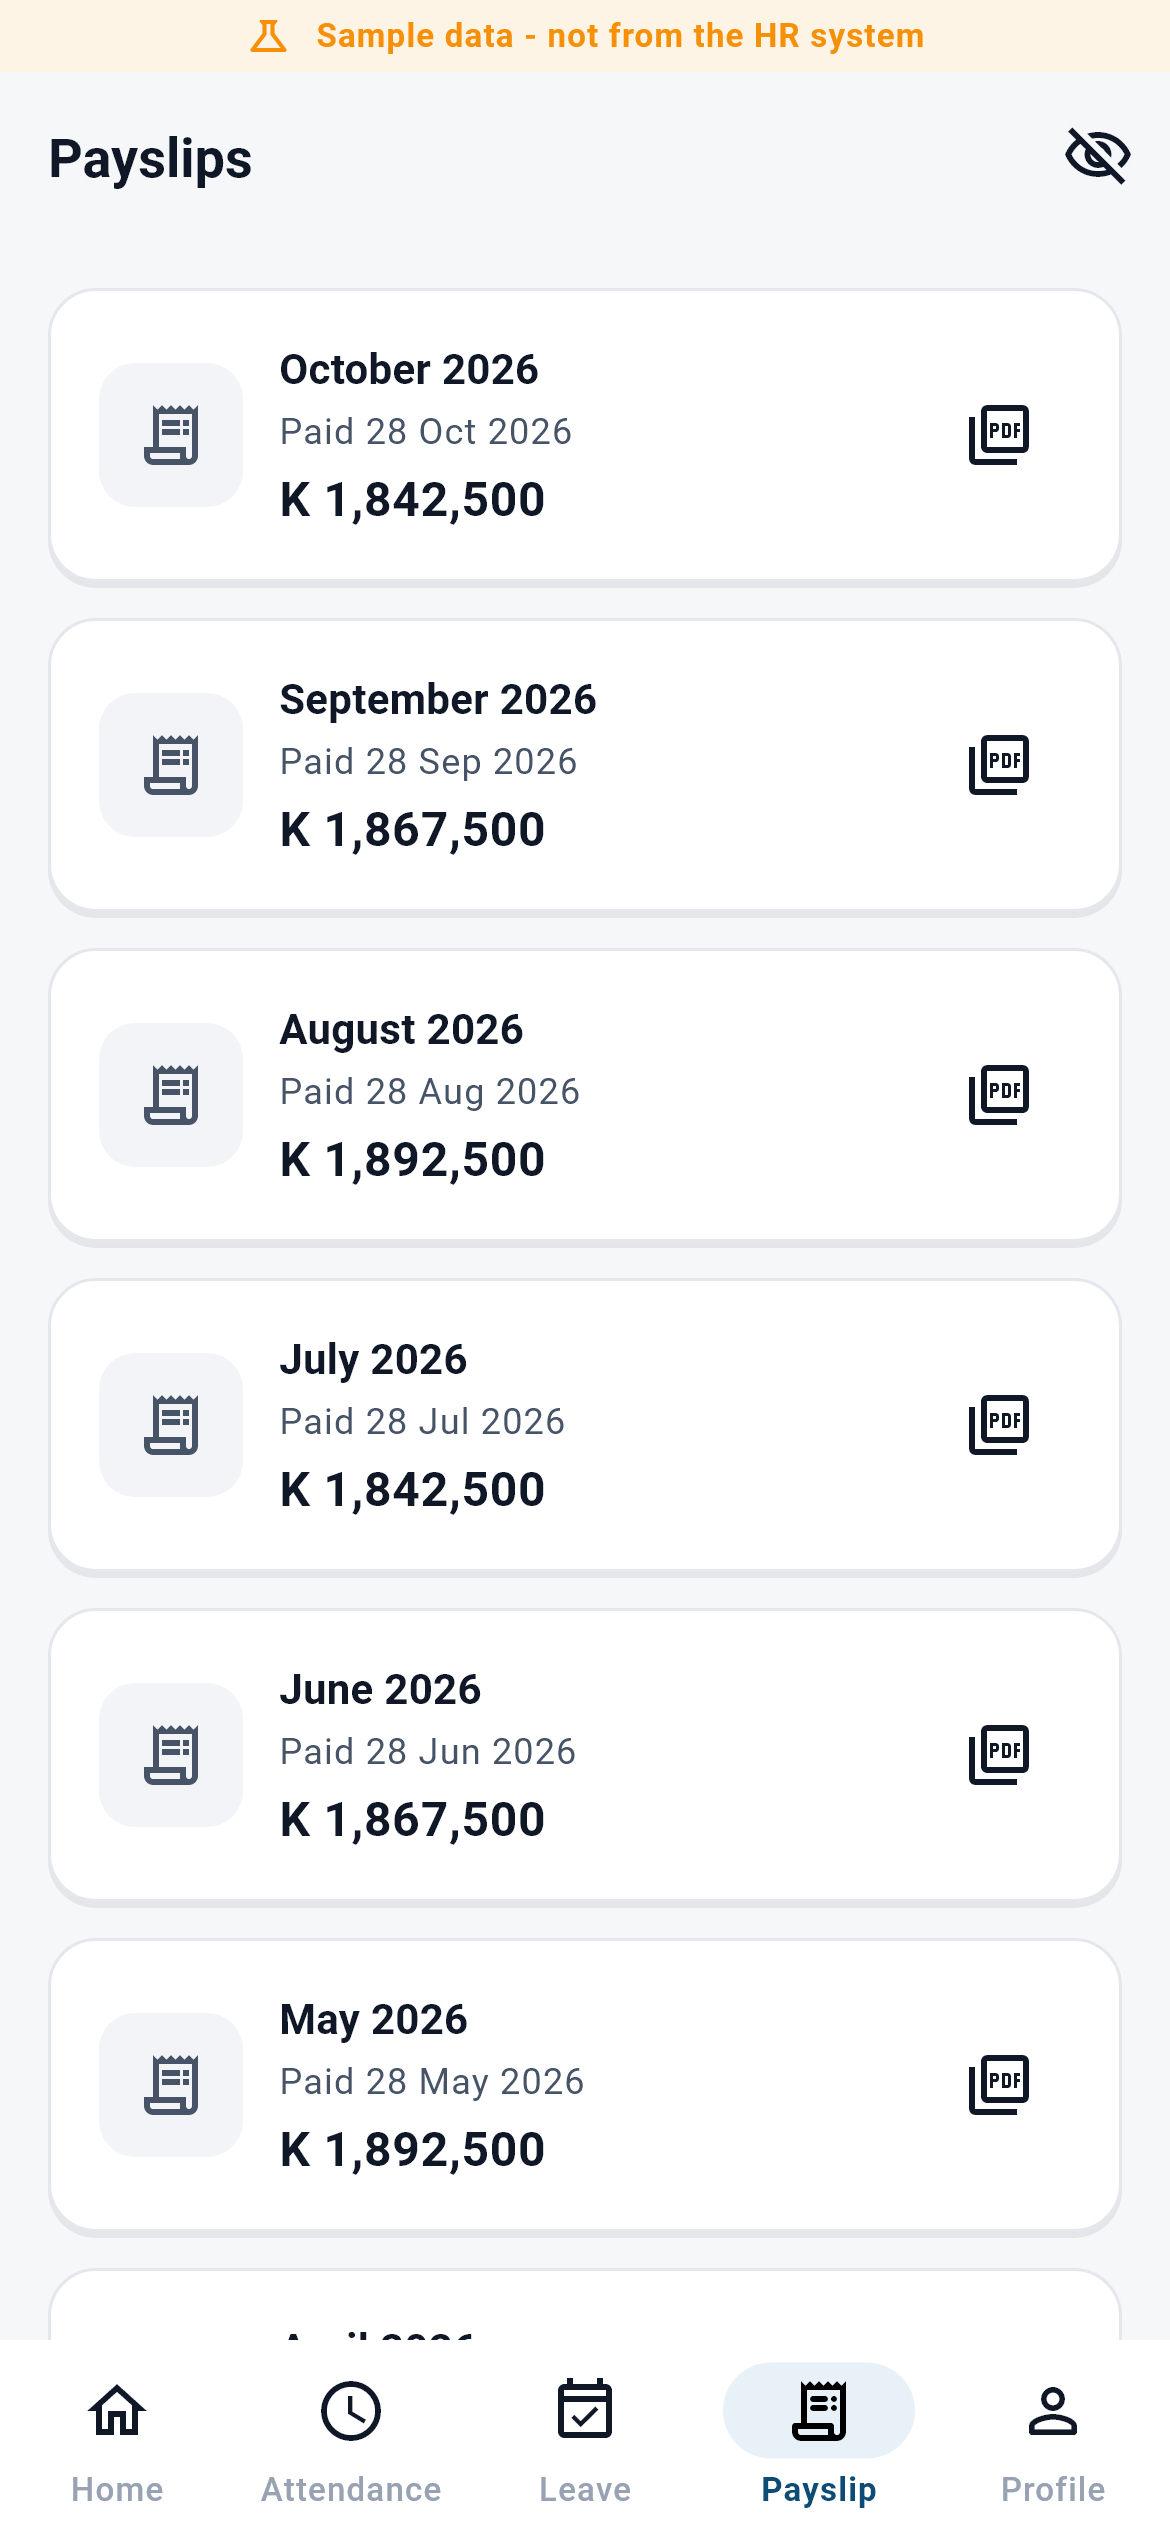 Sample data - not from the HR system
Payslips
October 2026
Paid 28 Oct 2026
K 1,842,500
PDF
September 2026
Paid 28 Sep 2026
K 1,867,500
PDF
August 2026
Paid 28 Aug 2026
K 1,892,500
PDF
July 2026
Paid 28 Jul 2026
K 1,842,500
PDF
June 2026
Paid 28 Jun 2026
K 1,867,500
PDF
May 2026
Paid 28 May 2026
K 1,892,500
PDF
April 2026
Home
Attendance
Leave
Payslip
Profile